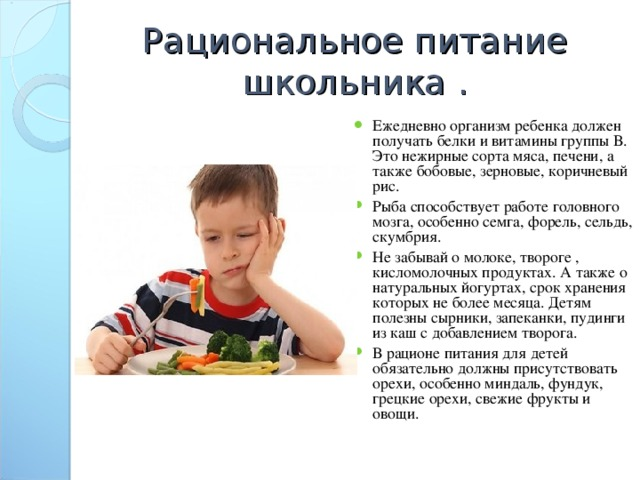 Рациональное питание
школьника .
Ежедневно организм ребенка должен
получать белки и витамины группы В.
Это нежирные сорта мяса, печени, а
также бобовые, зерновые, коричневый
рис.
Рыба способствует работе головного
мозга, особенно семга, форель, сельдь,
скумбрия.
Не забывай о молоке, твороге ,
кисломолочных продуктах. А также о
натуральных йогуртах, срок хранения
которых не более месяца. Детям
полезны сырники, запеканки, пудинги
из каш с добавлением творога.
В рационе питания для детей
обязательно должны присутствовать
орехи, особенно миндаль, фундук,
грецкие орехи, свежие фрукты и
овощи.